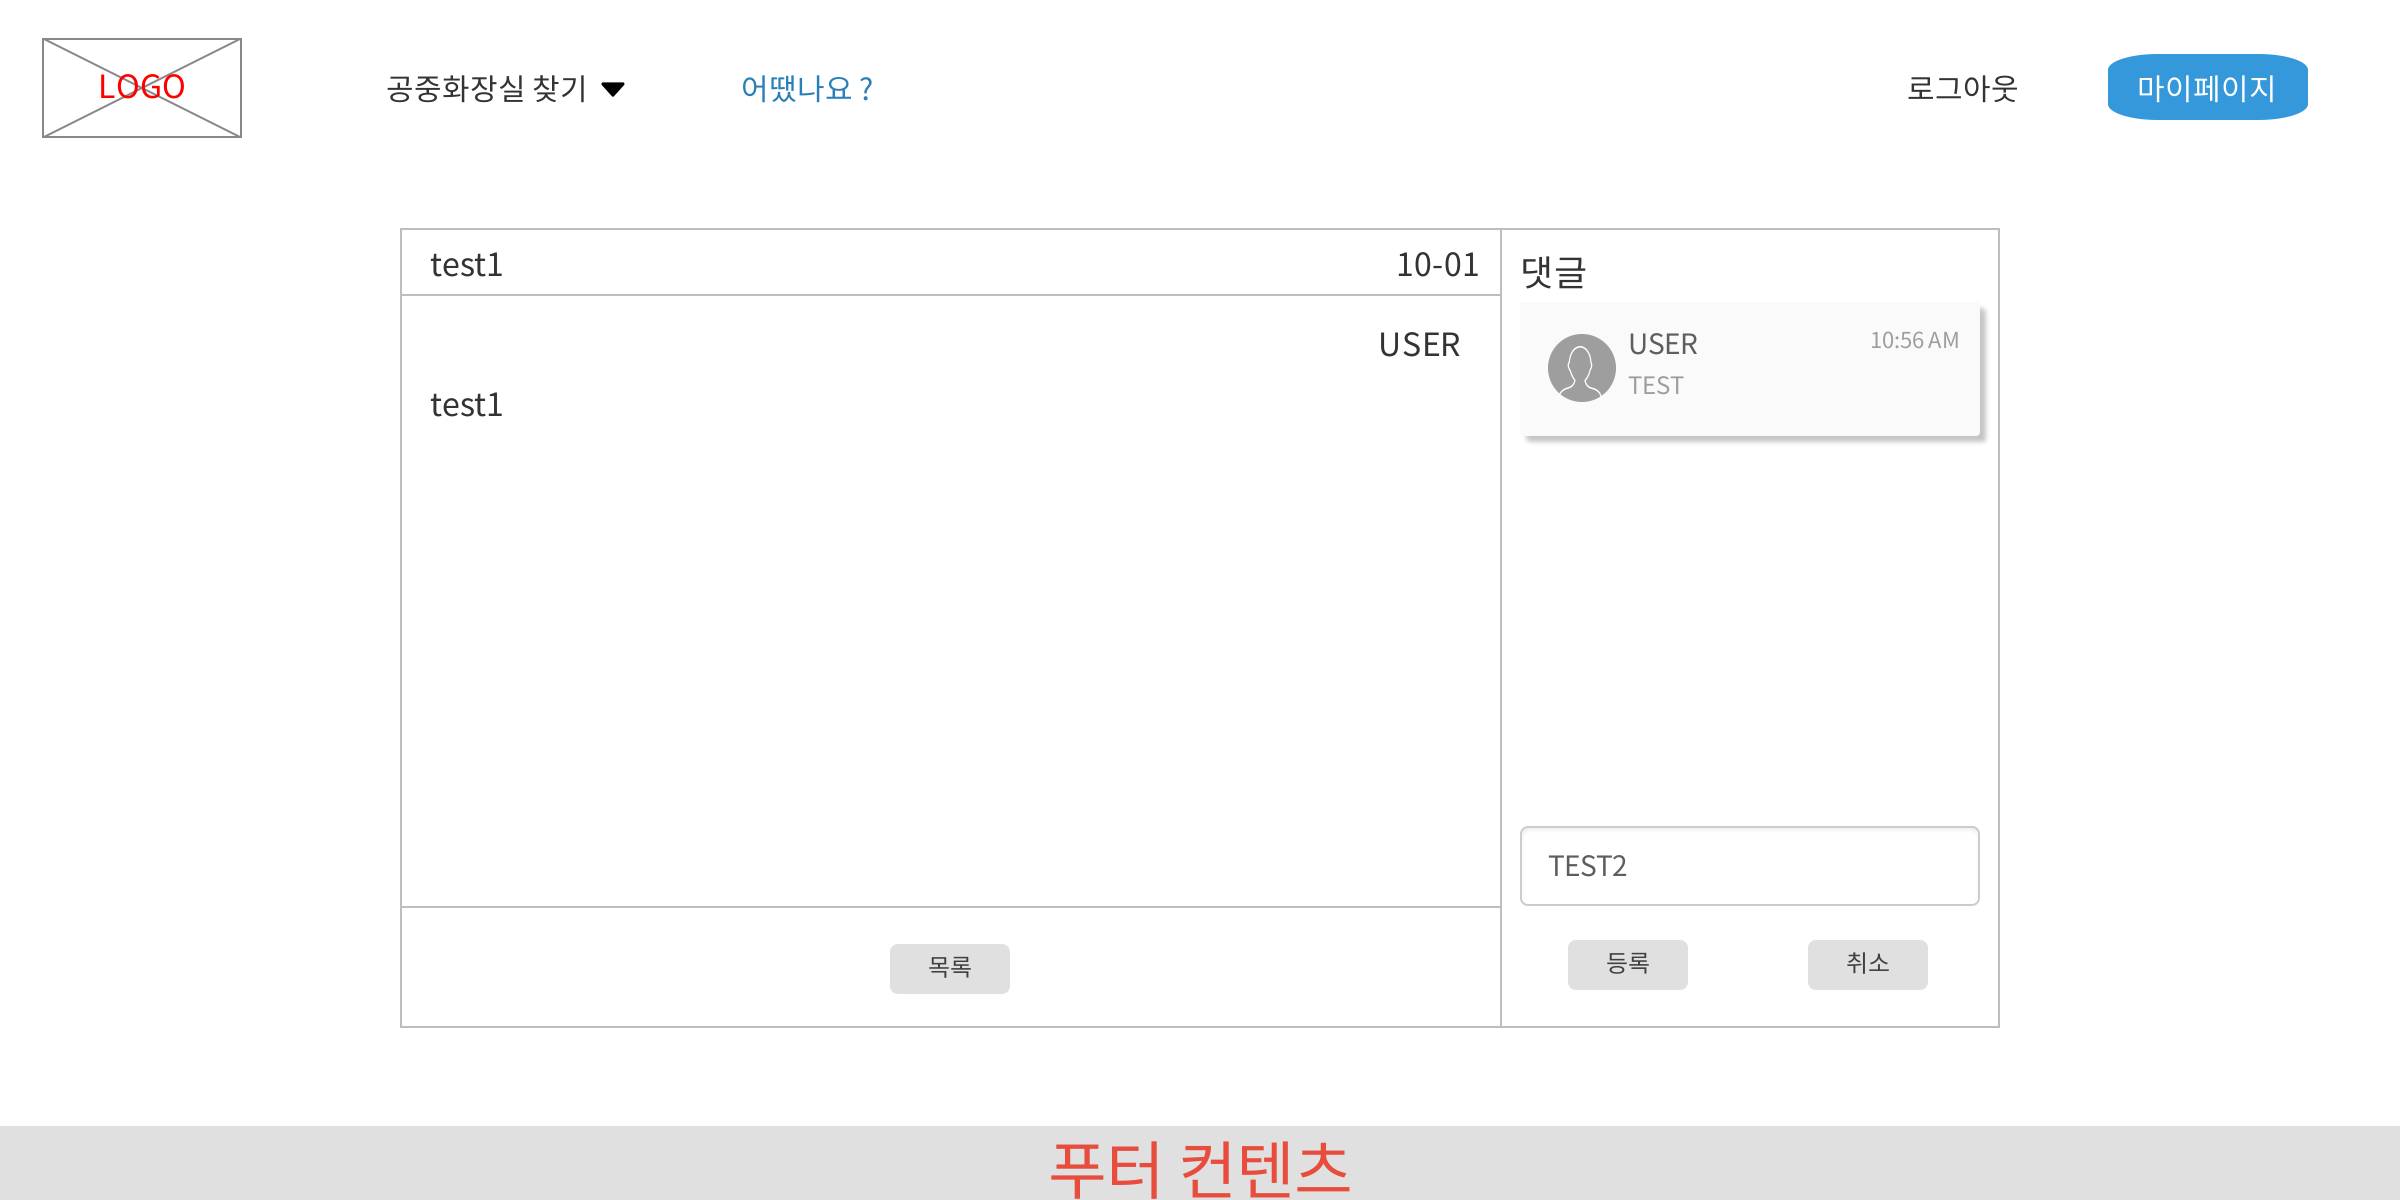 LOGO
공중화장실 찾기
어땠나요 ?
로그아웃
마이페이지
test1
10-01
USER
test1
목록
댓글
USER
10:56 AM
TEST
TEST2
등록
취소
푸터 컨텐츠